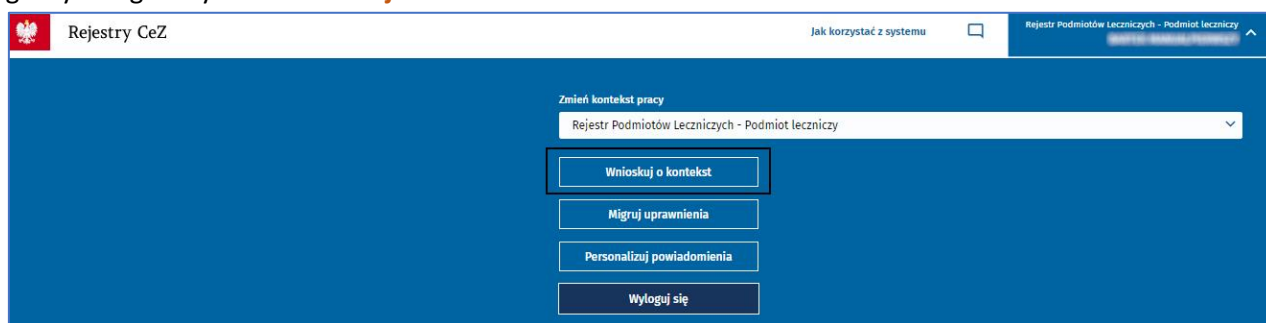 Rejestry CeZ
Jak korzystać z systemu
Rejestr Podmiotów Leczniczych - Podmiot leczniczy
Zmień kontekst pracy
Rejestr Podmiotów Leczniczych - Podmiot leczniczy
Wnioskuj o kontekst
Migruj uprawnienia
Personalizuj powiadomienia
Wyloguj się